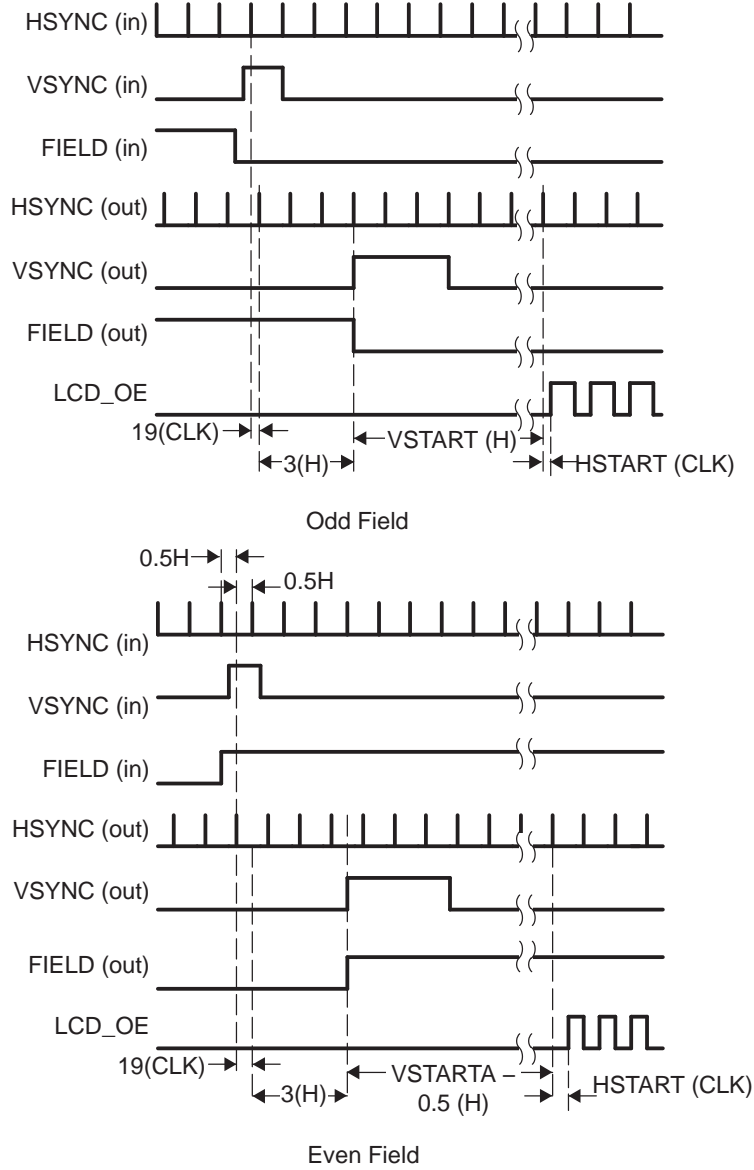 HSYNC (in)
VSYNC (in)
FIELD (in)
HSYNC (out)
VSYNC (out)
FIELD (out)
LCD_OE
19(CLK)
VSTART (H)
3(H)
HSTART (CLK)
Odd Field
0.5H
0.5H
HSYNC (in)
VSYNC (in)
FIELD (in)
HSYNC (out)
VSYNC (out)
FIELD (out)
LCD_OE
19(CLK)
VSTARTA –
0.5 (H)
HSTART (CLK)
3(H)
Even Field